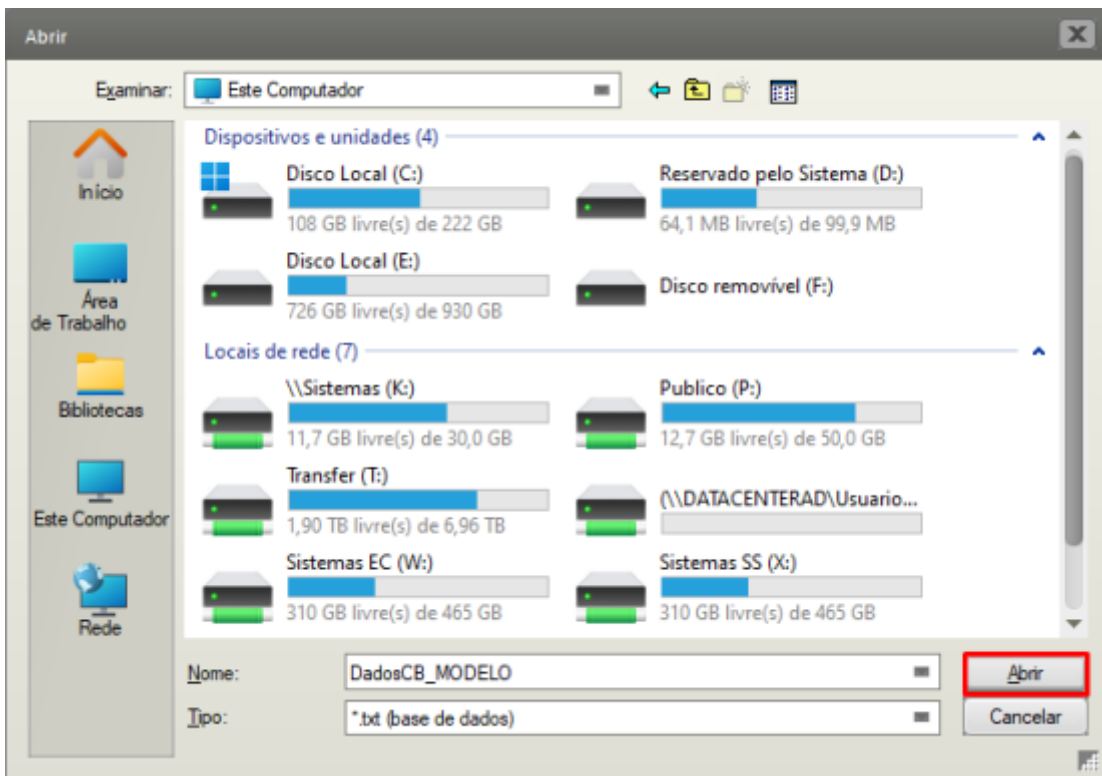 Abrir
Examinar:
Este Computador
Início
Área
de Trabalho
Bibliotecas
Este Computador
Rede
Dispositivos e unidades (4)
Disco Local (C:)
108 GB livre(s) de 222 GB
Reservado pelo Sistema (D:)
64,1 MB livre(s) de 99,9 MB
Disco Local (E:)
726 GB livre(s) de 930 GB
Disco removível (F:)
Locais de rede (7)
\\Sistemas (K:)
11,7 GB livre(s) de 30,0 GB
Publico (P:)
12,7 GB livre(s) de 50,0 GB
Transfer (T:)
1,90 TB livre(s) de 6,96 TB
(\\DATACENTERAD\Usuario...
Sistemas EC (W:)
310 GB livre(s) de 465 GB
Sistemas SS (X:)
310 GB livre(s) de 465 GB
Nome:
DadosCB_MODELO
Abrir
Tipo:
*.txt (base de dados)
Cancelar